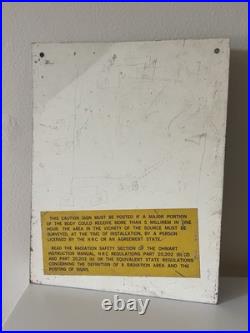 THIS CAUTION SIGN MUST BE POSTED IF A MAJOR PORTION
OF THE BODY COULD RECEIVE MORE THAN 5 MILLIREM IN ONE
HOUR. THE AREA IN THE VICINITY OF THE SOURCE MUST BE
SURVEYED, AT THE TIME OF INSTALLATION, BY A PERSON
LICENSED BY THE N.R.C. OR AN AGREEMENT STATE.
READ THE RADIATION SAFETY SECTION OF THE OHMART
INSTRUCTION MANUAL, N.R.C. REGULATIONS PART 20.202 (b) (2)
AND PART 20.203 (b) OR THE EQUIVALENT STATE REGULATIONS
CONCERNING THE DEFINITION OF A RADIATION AREA AND THE
POSTING OF SIGNS.